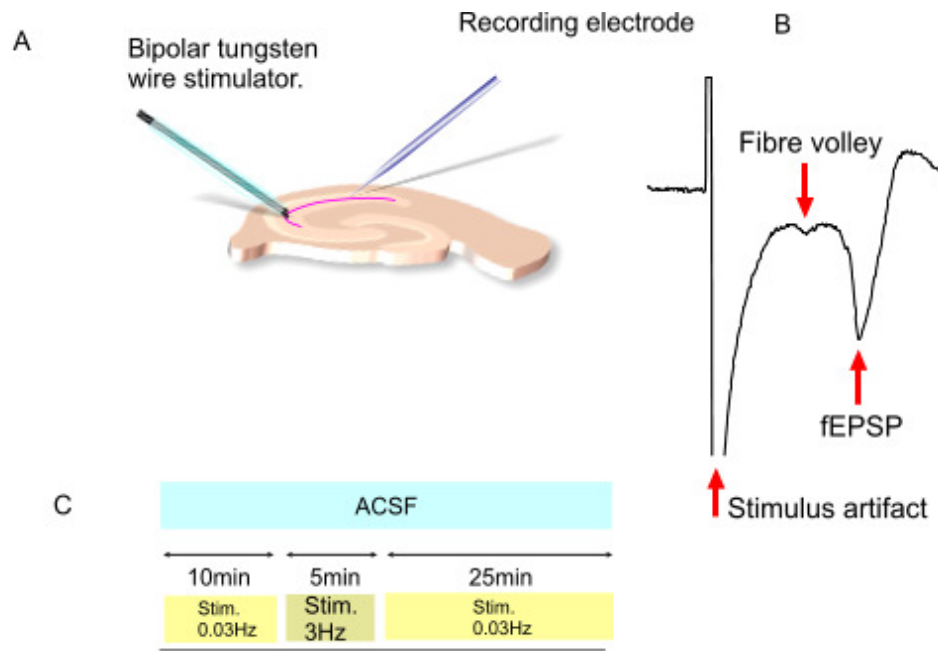 A
Bipolar tungsten
wire stimulator.
Recording electrode
B
Fibre volley
fEPSP
Stimulus artifact
C
ACSF
10min
5min
25min
Stim.
0.03Hz
Stim.
3Hz
Stim.
0.03Hz